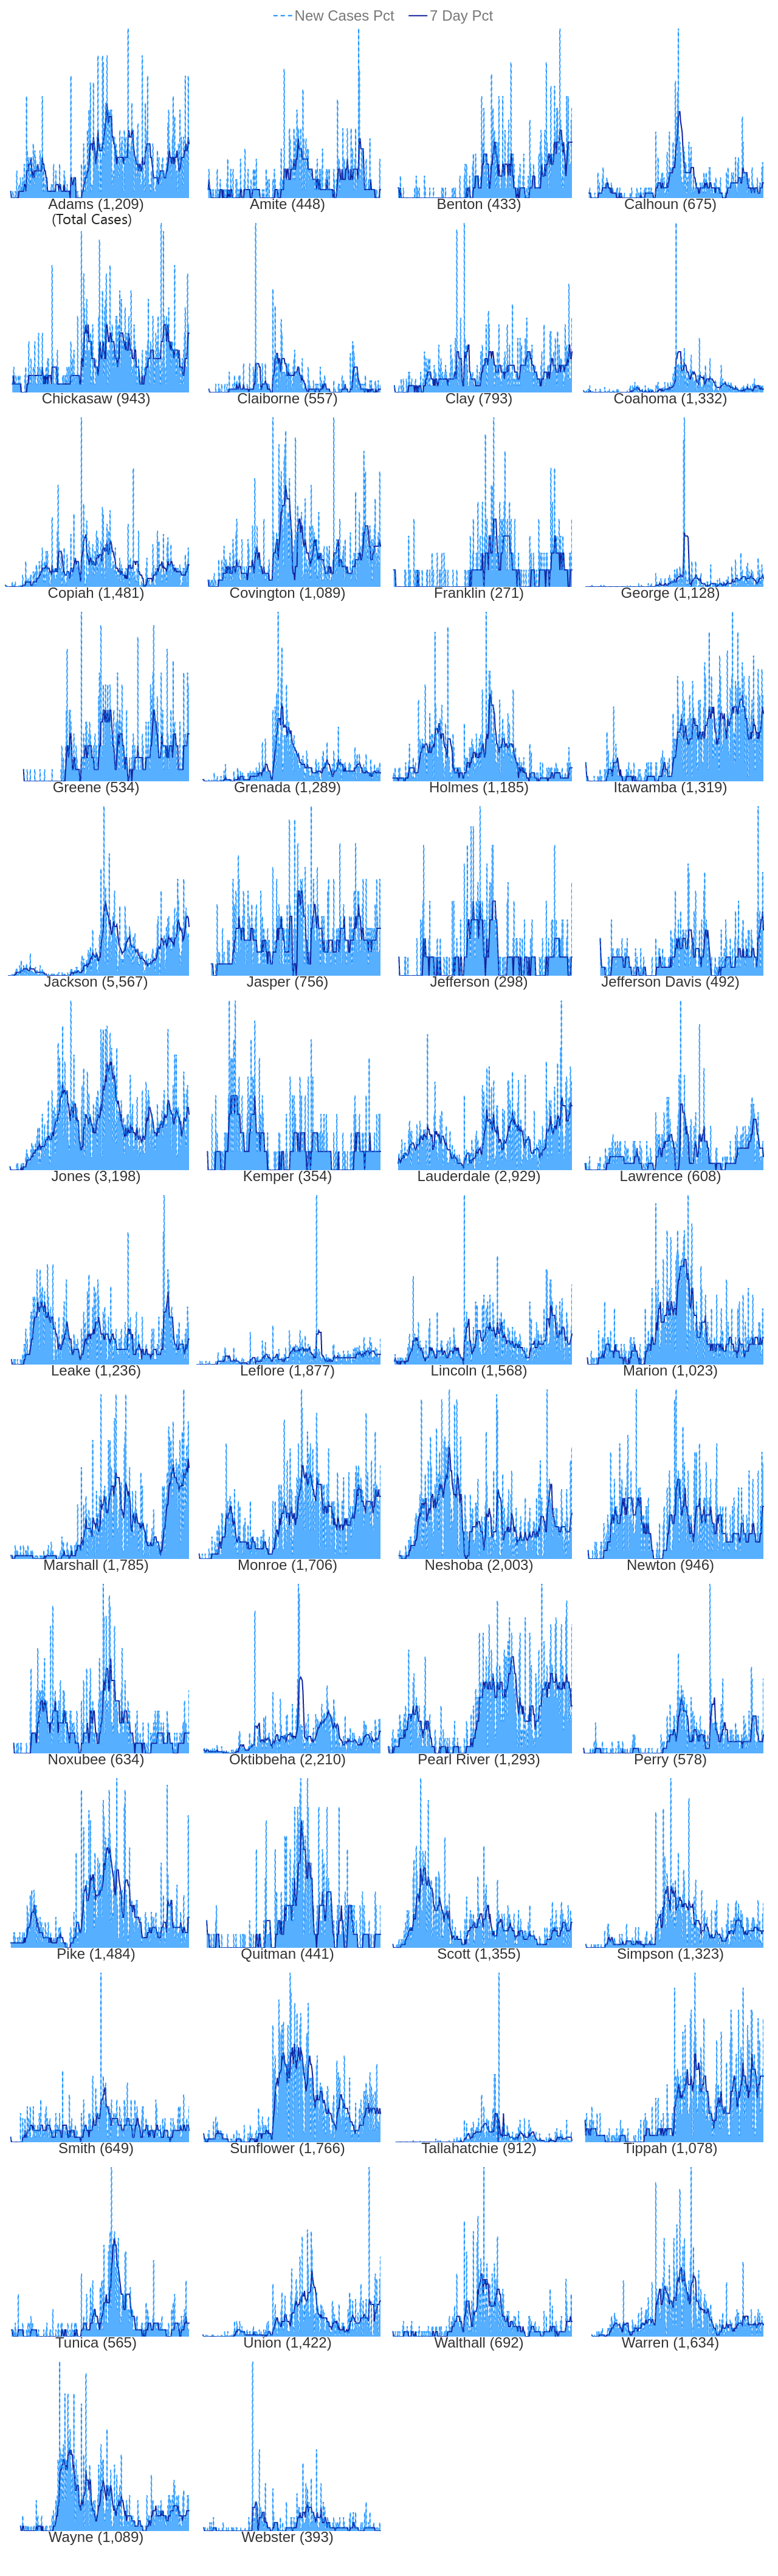 New Cases Pct 7 Day Pct
Adams (1,209) Amite (448) Benton (433) Calhoun (675)
(Total Cases)
Chickasaw (943) Claiborne (557) Clay (793) Coahoma (1,332)
Copiah (1,481) Covington (1,089) Franklin (271) George (1,128)
Greene (534) Grenada (1,289) Holmes (1,185) Itawamba (1,319)
Jackson (5,567) Jasper (756) Jefferson (298) Jefferson Davis (492)
Jones (3,198) Kemper (354) Lauderdale (2,929) Lawrence (608)
Leake (1,236) Leflore (1,877) Lincoln (1,568) Marion (1,023)
Marshall (1,785) Monroe (1,706) Neshoba (2,003) Newton (946)
Noxubee (634) Oktibbeha (2,210) Pearl River (1,293) Perry (578)
Pike (1,484) Quitman (441) Scott (1,355) Simpson (1,323)
Smith (649) Sunflower (1,766) Tallahatchie (912) Tippah (1,078)
Tunica (565) Union (1,422) Walthall (692) Warren (1,634)
Wayne (1,089) Webster (393)